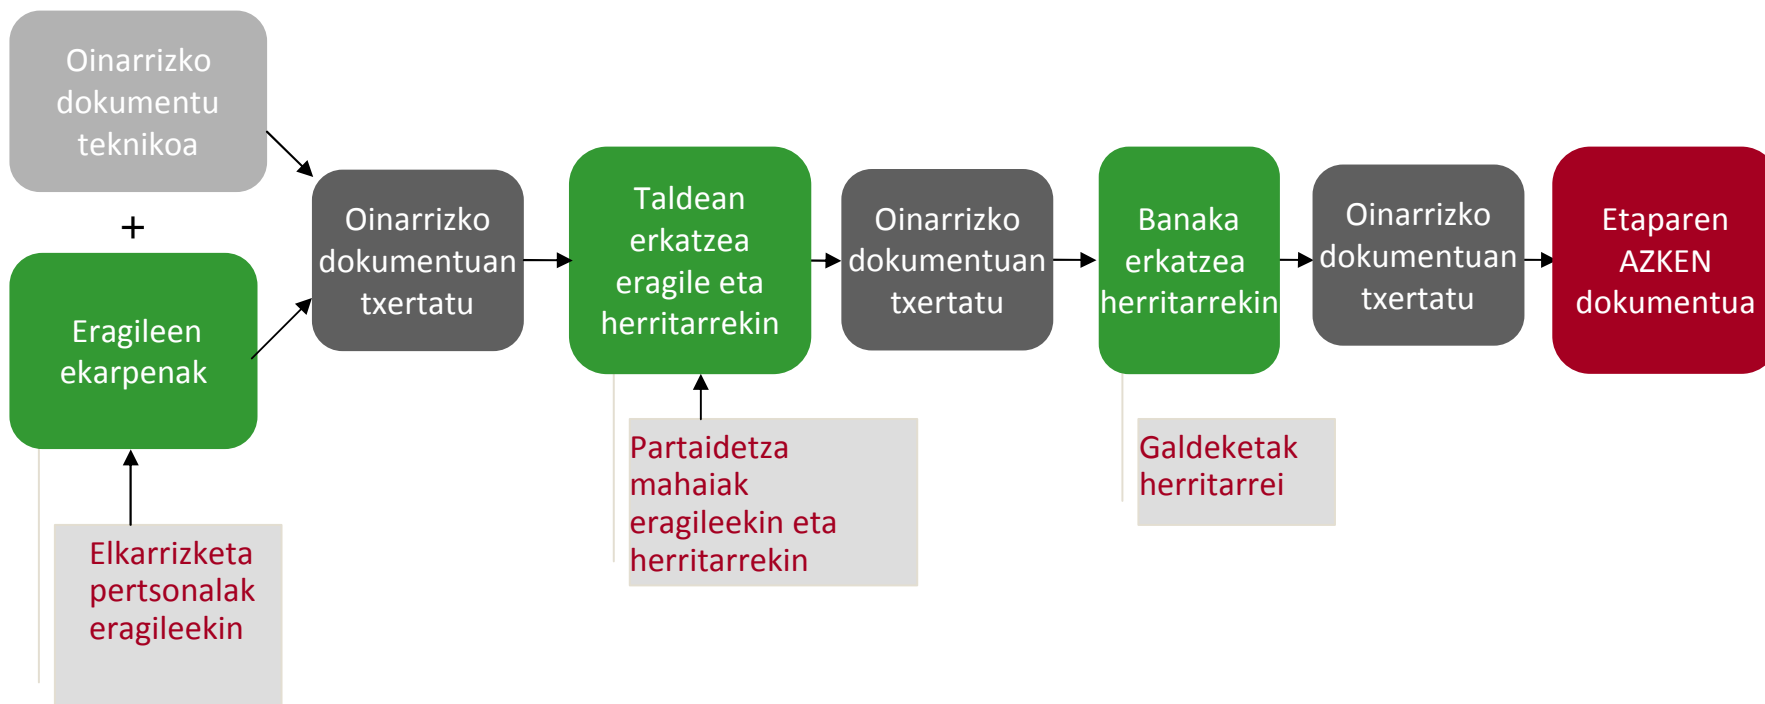 Oinarrizko
dokumentu
teknikoa
+
Eragileen
ekarpenak
Elkarrizketa
pertsonalak
eragileekin
Oinarrizko
dokumentuan
txertatu
Taldean
erkatzea
eragile eta
herritarrekin
Partaidetza
mahaiak
eragileekin eta
herritarrekin
Oinarrizko
dokumentuan
txertatu
Banaka
erkatzea
herritarrekin
Galdeketak
herritarrei
Oinarrizko
dokumentuan
txertatu
Etaparen
AZKEN
dokumentua